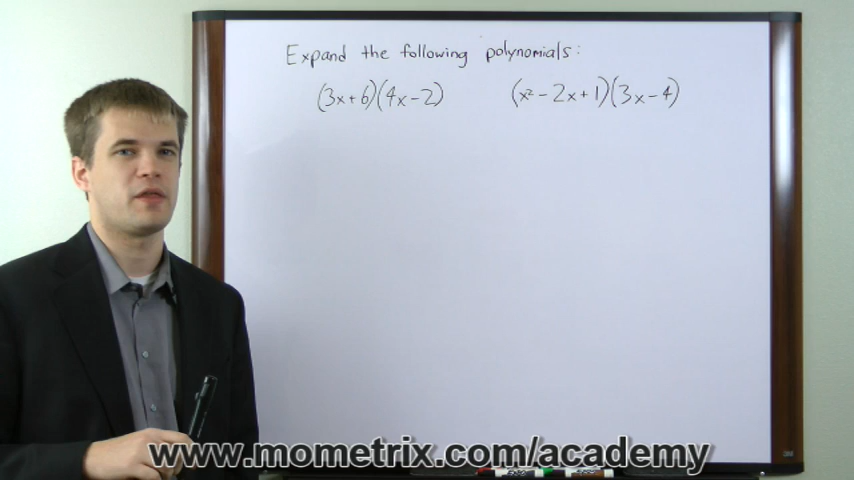 Expand the following polynomials:
(3x+6)(4x-2) (x²-2x+1)(3x-4)
www.mometrix.com/academy